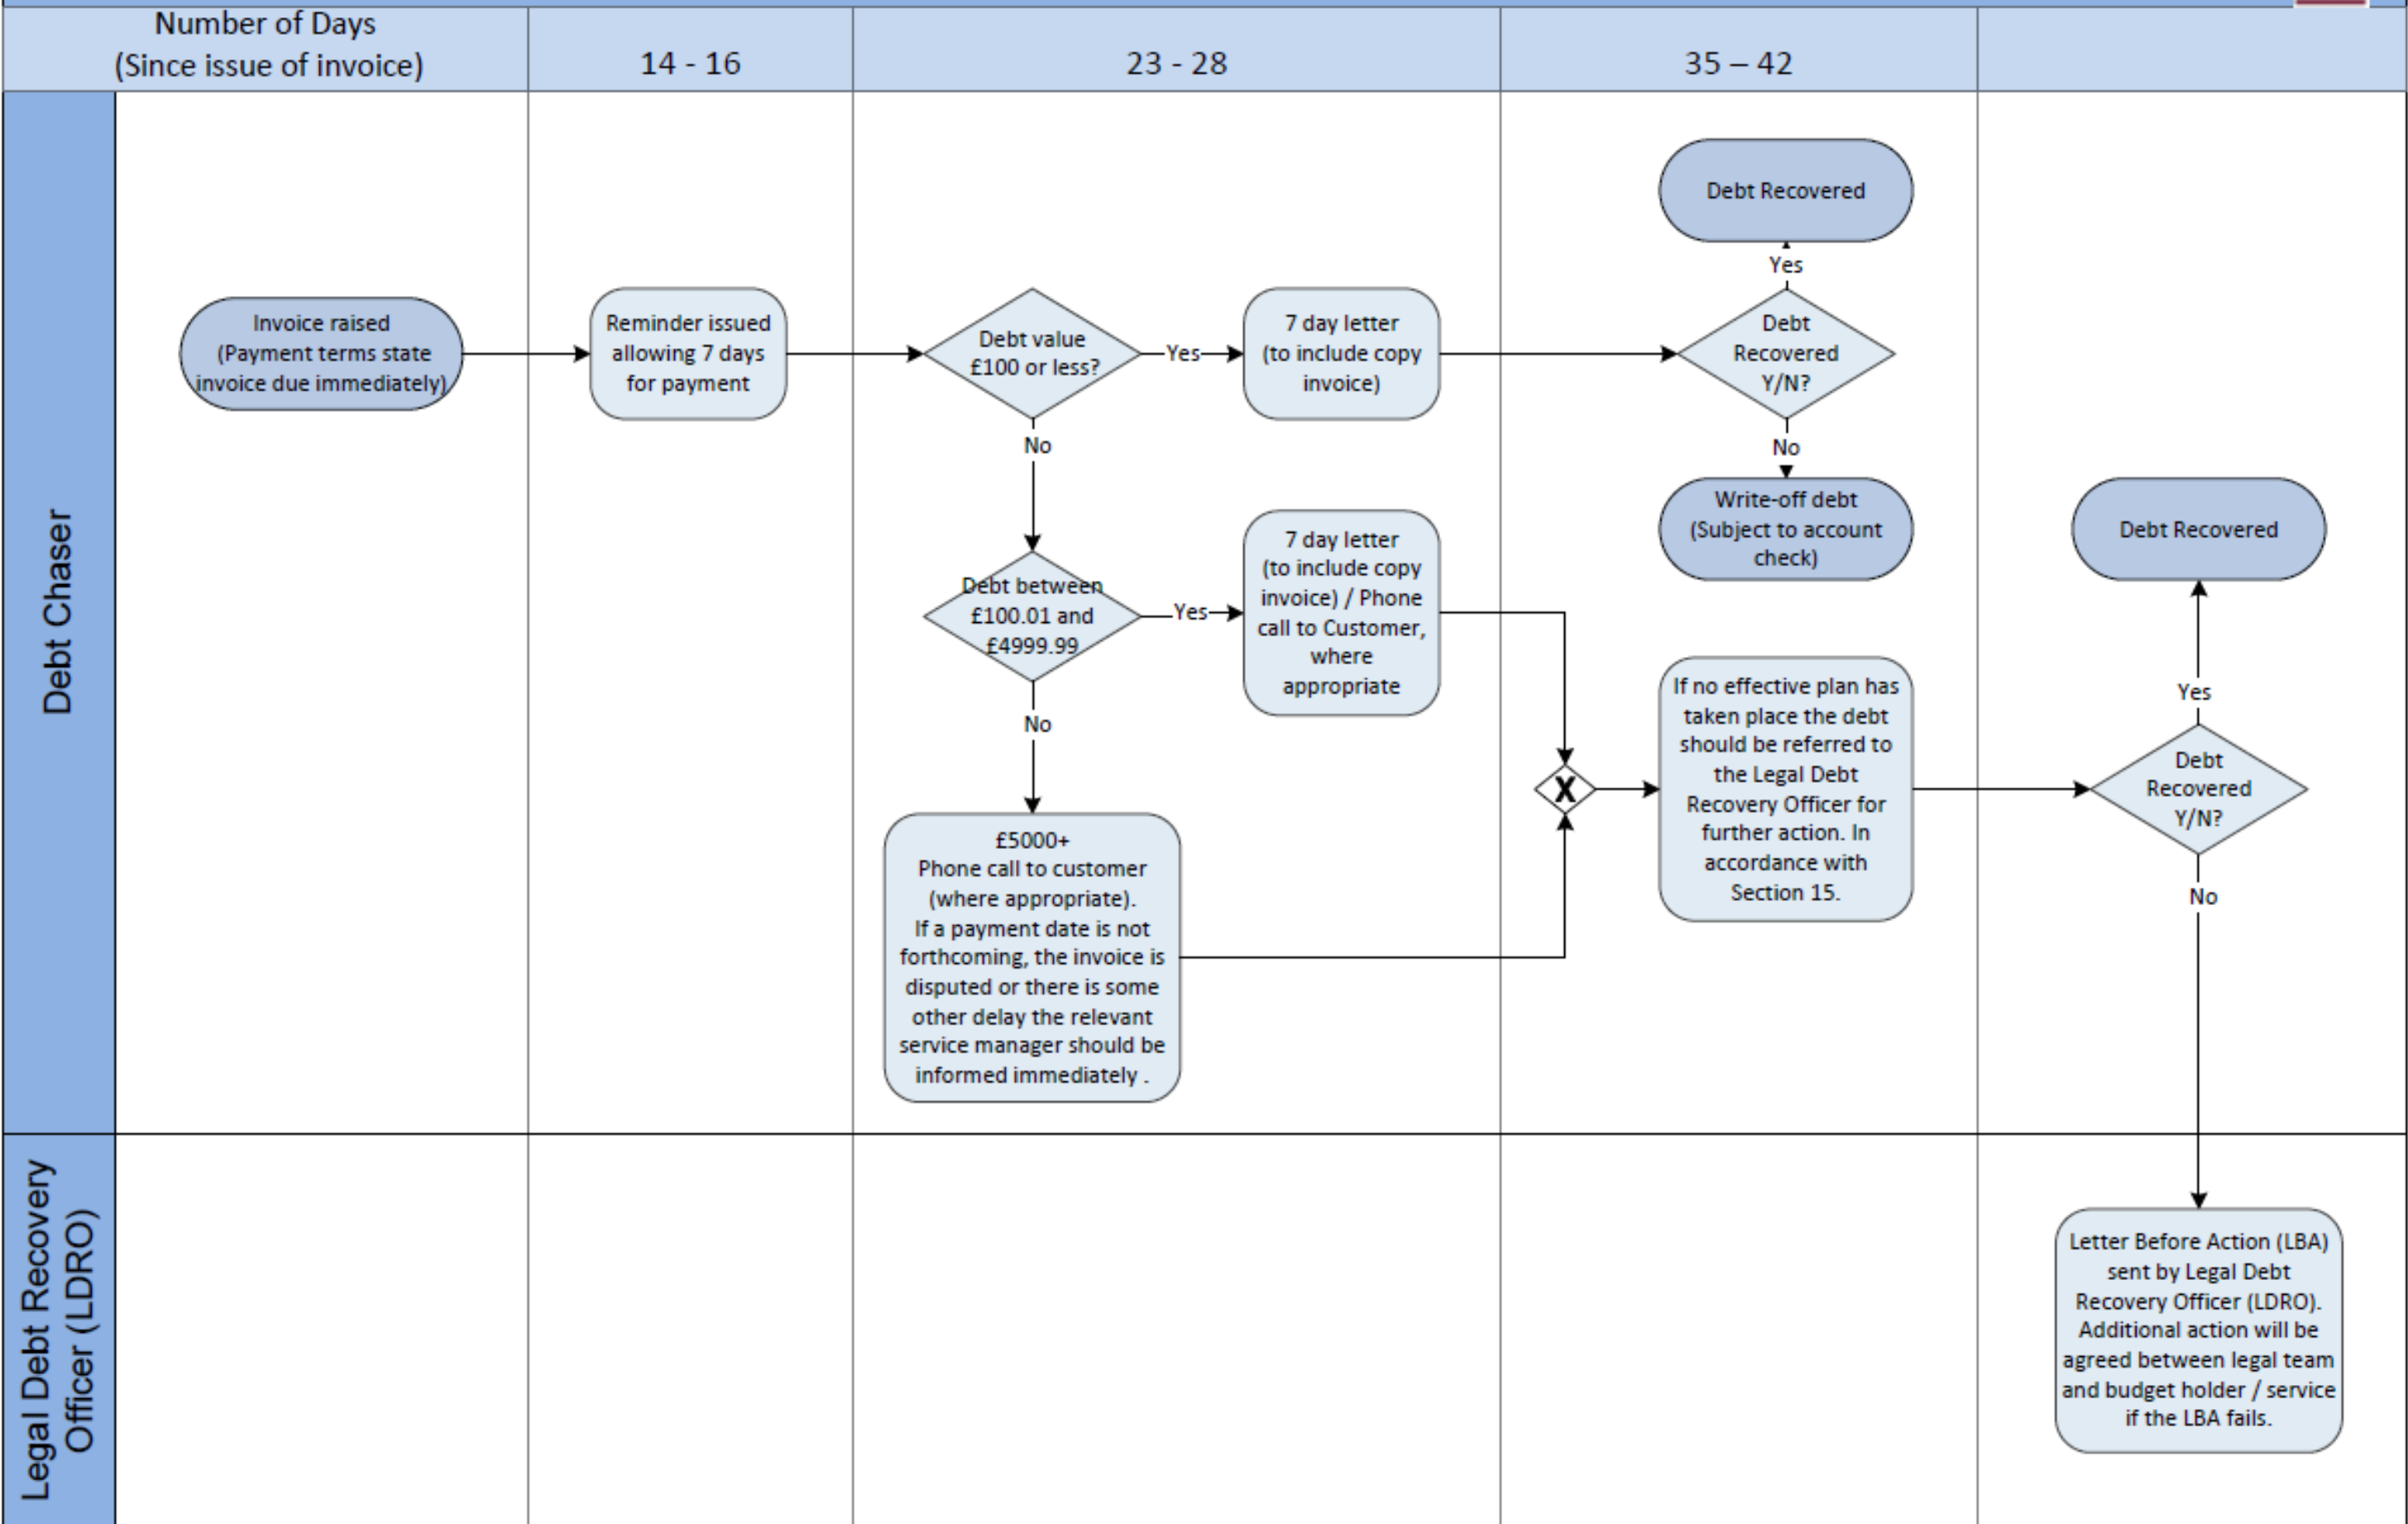 Number of Days
(Since issue of invoice)
14 - 16
23 - 28
35 – 42
Debt Chaser
Invoice raised
(Payment terms state
invoice due immediately)
Reminder issued
allowing 7 days
for payment
Debt value
£100 or less?
Yes
7 day letter
(to include copy
invoice)
Debt
Recovered
Y/N?
Yes
Debt Recovered
No
Write-off debt
(Subject to account
check)
No
Debt between
£100.01 and
£4999.99
Yes
7 day letter
(to include copy
invoice) / Phone
call to Customer,
where
appropriate
No
£5000+
Phone call to customer
(where appropriate).
If a payment date is not
forthcoming, the invoice is
disputed or there is some
other delay the relevant
service manager should be
informed immediately .
X
If no effective plan has
taken place the debt
should be referred to
the Legal Debt
Recovery Officer for
further action. In
accordance with
Section 15.
Debt
Recovered
Y/N?
Yes
Debt Recovered
No
Legal Debt Recovery
Officer (LDRO)
Letter Before Action (LBA)
sent by Legal Debt
Recovery Officer (LDRO).
Additional action will be
agreed between legal team
and budget holder / service
if the LBA fails.